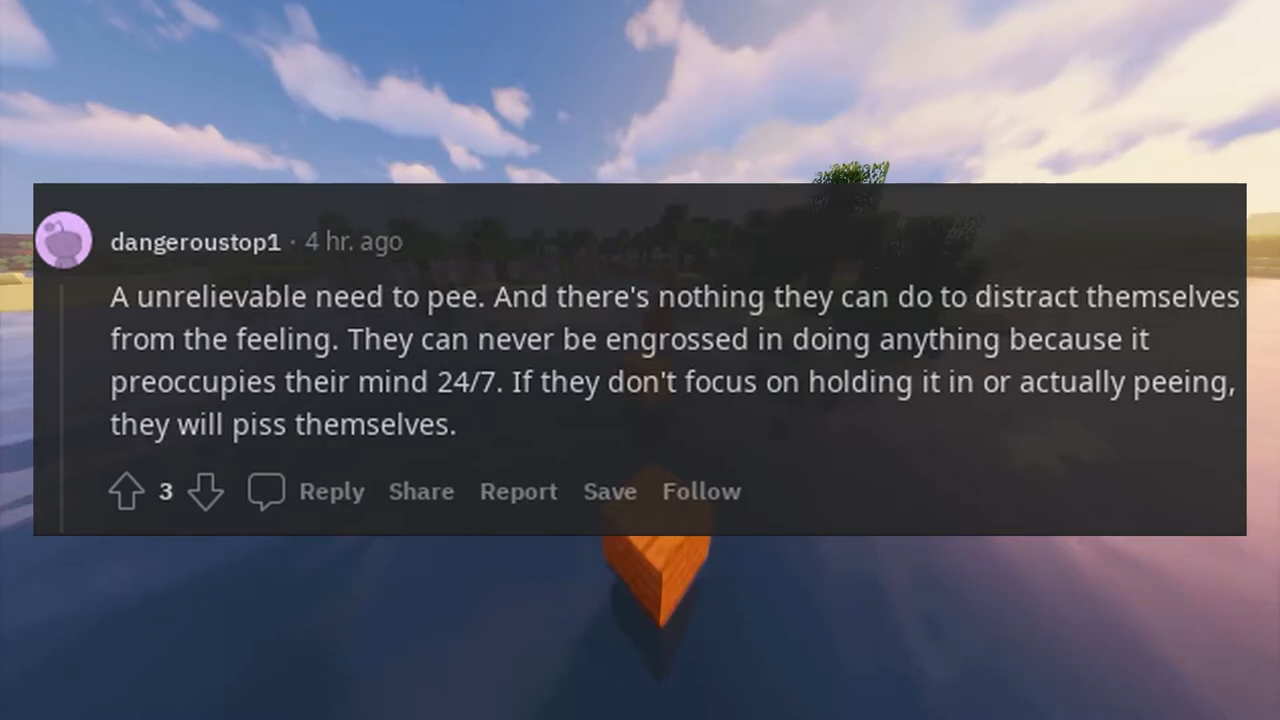 dangeroustop1 · 4 hr. ago
A unrelievable need to pee. And there's nothing they can do to distract themselves
from the feeling. They can never be engrossed in doing anything because it
preoccupies their mind 24/7. If they don't focus on holding it in or actually peeing,
they will piss themselves.
3 Reply Share Report Save Follow